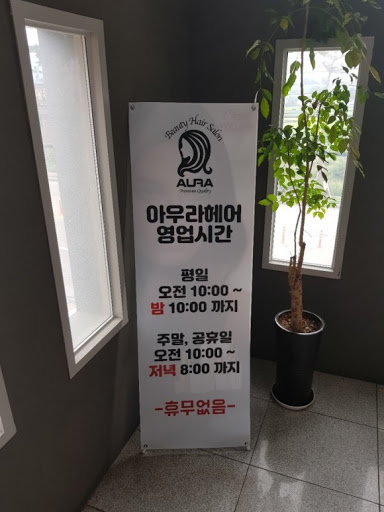 Beauty Hair Salon
AURA
Premium Quality
아우라헤어
영업시간
평일
오전 10:00 ~
밤 10:00 까지
주말, 공휴일
오전 10:00 ~
저녁 8:00 까지
-휴무없음-